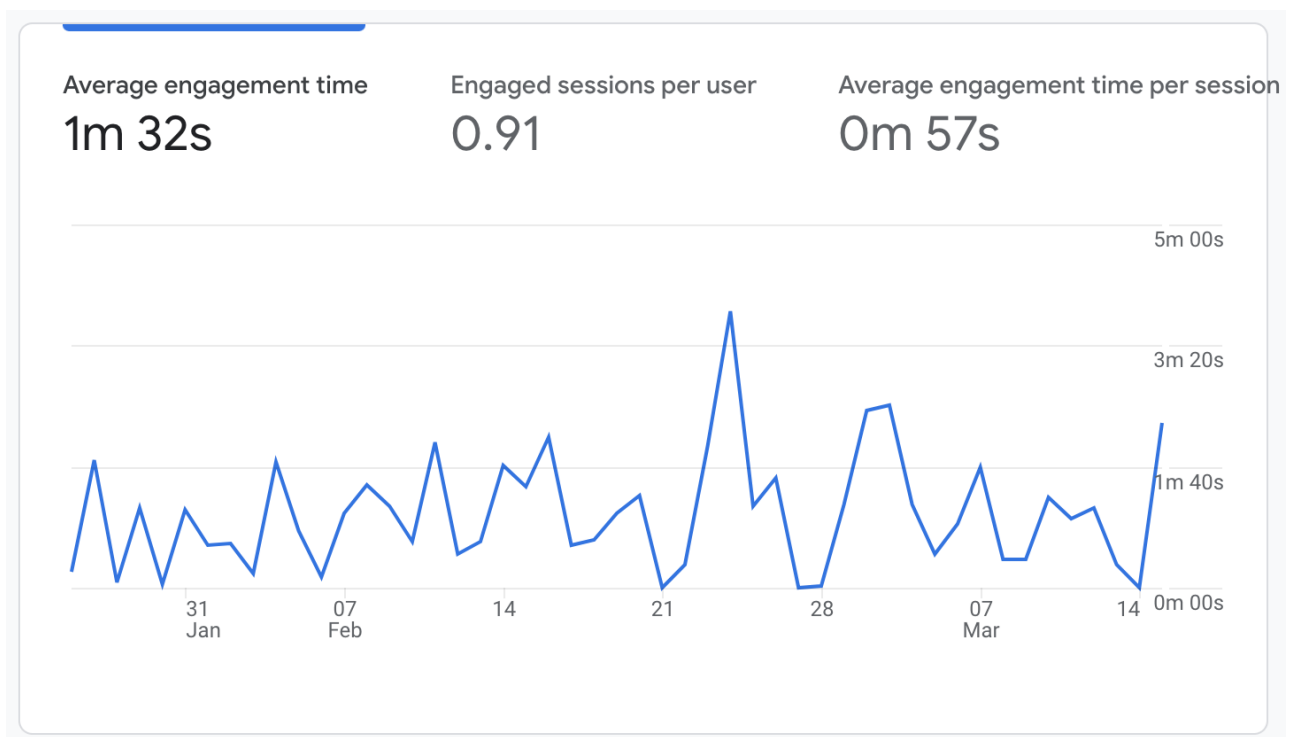 Average engagement time
1m 32s
Engaged sessions per user
0.91
Average engagement time per session
0m 57s
5m 00s
3m 20s
1m 40s
0m 00s
31
Jan
07
Feb
14
21
28
07
Mar
14